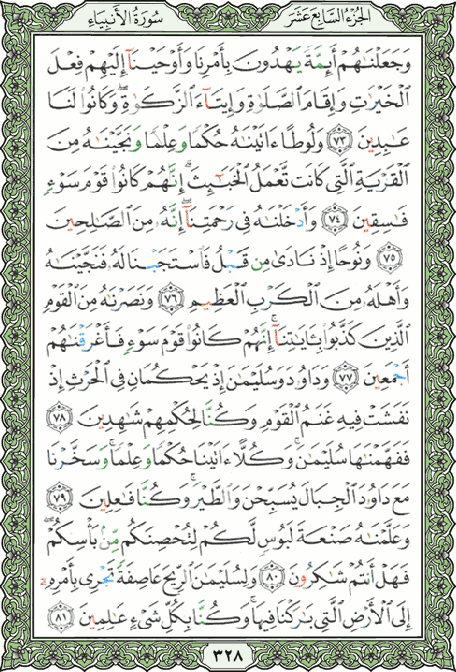 الجزء السابع عشر
سورة الأنبياء
وَجَعَلْنَٰهُمْ أَئِمَّةً يَهْدُونَ بِأَمْرِنَا وَأَوْحَيْنَآ إِلَيْهِمْ فِعْلَ
ٱلْخَيْرَٰتِ وَإِقَامَ ٱلصَّلَوٰةِ وَإِيتَآءَ ٱلزَّكَوٰةِۖ وَكَانُوا۟ لَنَا
عَٰبِدِينَ ٧٣ وَلُوطًا ءَاتَيْنَٰهُ حُكْمًا وَعِلْمًا وَنَجَّيْنَٰهُ مِنَ
ٱلْقَرْيَةِ ٱلَّتِى كَانَت تَّعْمَلُ ٱلْخَبَٰٓئِثَۗ إِنَّهُمْ كَانُوا۟ قَوْمَ سَوْءٍ
فَٰسِقِينَ ٧٤ وَأَدْخَلْنَٰهُ فِى رَحْمَتِنَآۖ إِنَّهُۥ مِنَ ٱلصَّٰلِحِينَ
٧٥ وَنُوحًا إِذْ نَادَىٰ مِن قَبْلُ فَٱسْتَجَبْنَا لَهُۥ فَنَجَّيْنَٰهُ
وَأَهْلَهُۥ مِنَ ٱلْكَرْبِ ٱلْعَظِيمِ ٧٦ وَنَصَرْنَٰهُ مِنَ ٱلْقَوْمِ
ٱلَّذِينَ كَذَّبُوا۟ بِـَٔايَٰتِنَآۚ إِنَّهُمْ كَانُوا۟ قَوْمَ سَوْءٍ فَأَغْرَقْنَٰهُمْ
أَجْمَعِينَ ٧٧ وَدَاوُۥدَ وَسُلَيْمَٰنَ إِذْ يَحْكُمَانِ فِى ٱلْحَرْثِ إِذْ
نَفَشَتْ فِيهِ غَنَمُ ٱلْقَوْمِ وَكُنَّا لِحُكْمِهِمْ شَٰهِدِينَ ٧٨
فَفَهَّمْنَٰهَا سُلَيْمَٰنَۚ وَكُلًّا ءَاتَيْنَا حُكْمًا وَعِلْمًاۚ وَسَخَّرْنَا
مَعَ دَاوُۥدَ ٱلْجِبَالَ يُسَبِّحْنَ وَٱلطَّيْرَۚ وَكُنَّا فَٰعِلِينَ ٧٩
وَعَلَّمْنَٰهُ صَنْعَةَ لَبُوسٍ لَّكُمْ لِتُحْصِنَكُم مِّنۢ بَأْسِكُمْۖ
فَهَلْ أَنتُمْ شَٰكِرُونَ ٨٠ وَلِسُلَيْمَٰنَ ٱلرِّيحَ عَاصِفَةً تَجْرِى بِأَمْرِهِۦٓ
إِلَى ٱلْأَرْضِ ٱلَّتِى بَٰرَكْنَا فِيهَاۚ وَكُنَّا بِكُلِّ شَىْءٍ عَٰلِمِينَ ٨١
٣٢٨